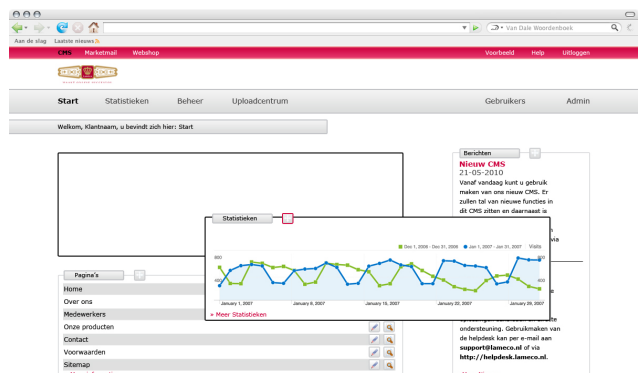 Van Dale Woordenboek
Aan de slag Laatste nieuws
CMS Marketmail Webshop Voorbeeld Help Uitloggen
Start Statistieken Beheer Uploadcentrum Gebruikers Admin
Welkom, Klantnaam, u bevindt zich hier: Start
Berichten
Nieuw CMS
21-05-2010
Vanaf vandaag kunt u gebruik
maken van ons nieuw CMS. Er
zullen tal van nieuwe functies in
dit CMS zitten en daarnaast is
via
Statistieken
Dec 1, 2006 - Dec 31, 2006 Jan 1, 2007 - Jan 31, 2007 Visits
800 800
400 400
January 1, 2007 January 8, 2007 January 15, 2007 January 22, 2007 January 29, 2007
» Meer Statistieken
Pagina's
Home
Over ons
Medewerkers
Onze producten
Contact
Voorwaarden
Sitemap
ondersteuning. Gebruikmaken van
de helpdesk kan per e-mail aan
support@lameco.nl of via
http://helpdesk.lameco.nl.